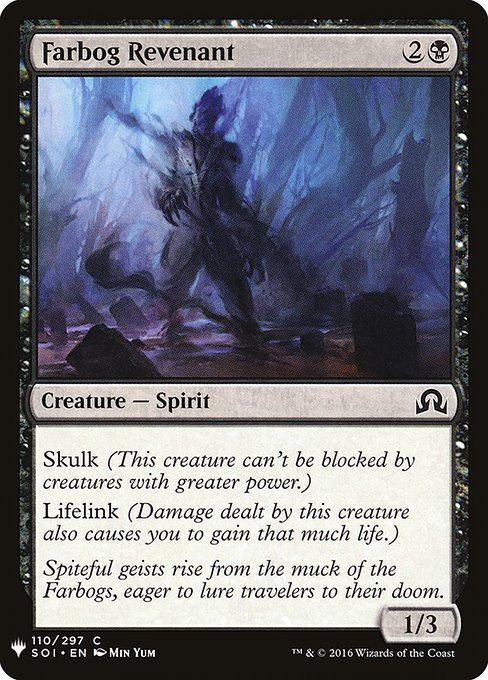 Farbog Revenant 2
Creature — Spirit
Skulk (This creature can't be blocked by
creatures with greater power.)
Lifelink (Damage dealt by this creature
also causes you to gain that much life.)
Spiteful geists rise from the muck of the
Farbogs, eager to lure travelers to their doom.
1/3
110/297 C
SOI • EN Min Yum
™ & © 2016 Wizards of the Coast